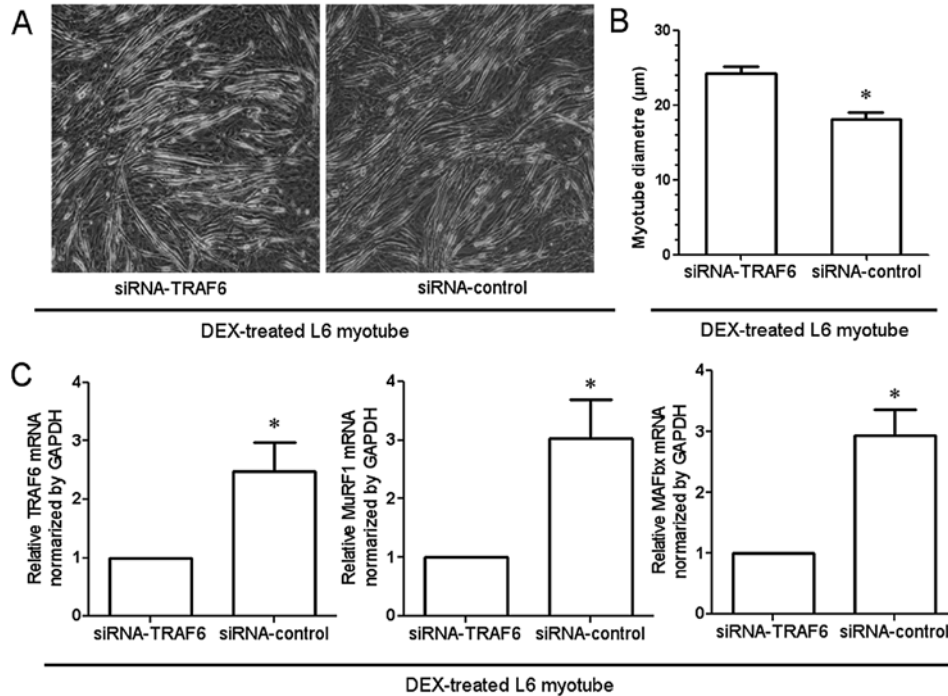 A
siRNA-TRAF6
siRNA-control
DEX-treated L6 myotube
B
Myotube diametre (µm)
30
20
10
0
*
siRNA-TRAF6
siRNA-control
DEX-treated L6 myotube
C
Relative TRAF6 mRNA
normarized by GAPDH
4
3
2
1
0
*
siRNA-TRAF6
siRNA-control
Relative MuRF1 mRNA
normarized by GAPDH
4
3
2
1
0
*
siRNA-TRAF6
siRNA-control
Relative MAFbx mRNA
normarized by GAPDH
4
3
2
1
0
*
siRNA-TRAF6
siRNA-control
DEX-treated L6 myotube